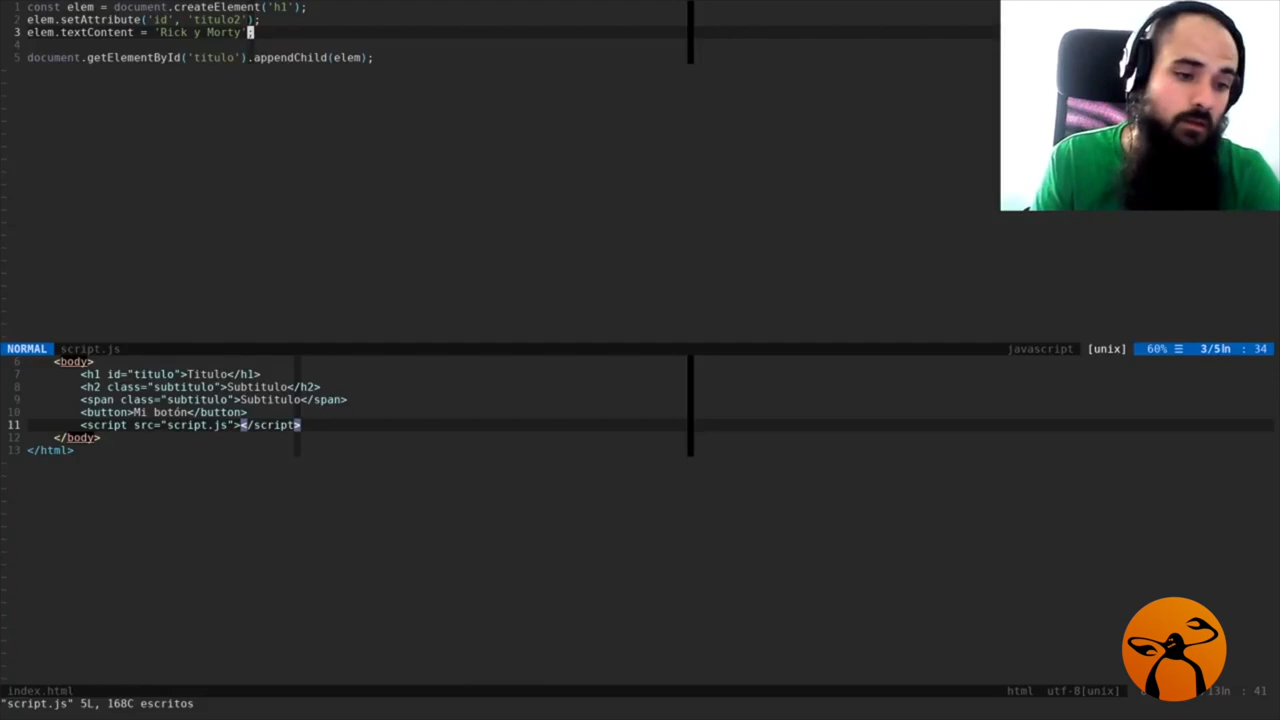 1 const elem = document.createElement('h1');
2 elem.setAttribute('id', 'titulo2');
3 elem.textContent = 'Rick y Morty';
4
5 document.getElementById('titulo').appendChild(elem);
NORMAL script.js javascript [unix] 60% ☰ 3/5㏑ : 34
6 <body>
7 <h1 id="titulo">Titulo</h1>
8 <h2 class="subtitulo">Subtitulo</h2>
9 <span class="subtitulo">Subtitulo</span>
10 <button>Mi botón</button>
11 <script src="script.js"></script>
12 </body>
13 </html>
index.html html utf-8[unix] 13㏑ : 41
"script.js" 5L, 168C escritos